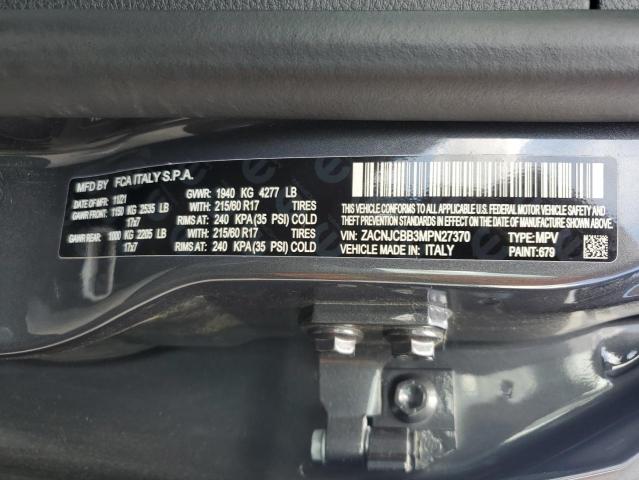 MFD BY FCA ITALY S.P.A.
DATE OF MFR: 11/21 GVWR: 1940 KG 4277 LB
GAWR FRONT: 1150 KG 2535 LB WITH: 215/60 R17 TIRES
17x7 RIMS AT: 240 KPA(35 PSI) COLD
GAWR REAR: 1000 KG 2205 LB WITH: 215/60 R17 TIRES
17x7 RIMS AT: 240 KPA(35 PSI) COLD
THIS VEHICLE CONFORMS TO ALL APPLICABLE U.S.A. FEDERAL MOTOR VEHICLE SAFETY, BUMPER, AND THEFT PREVENTION STANDARDS IN EFFECT ON THE DATE OF MANUFACTURE SHOWN ABOVE.
VIN: ZACNJCBB3MPN27370 TYPE: MPV
VEHICLE MADE IN: ITALY PAINT: 679